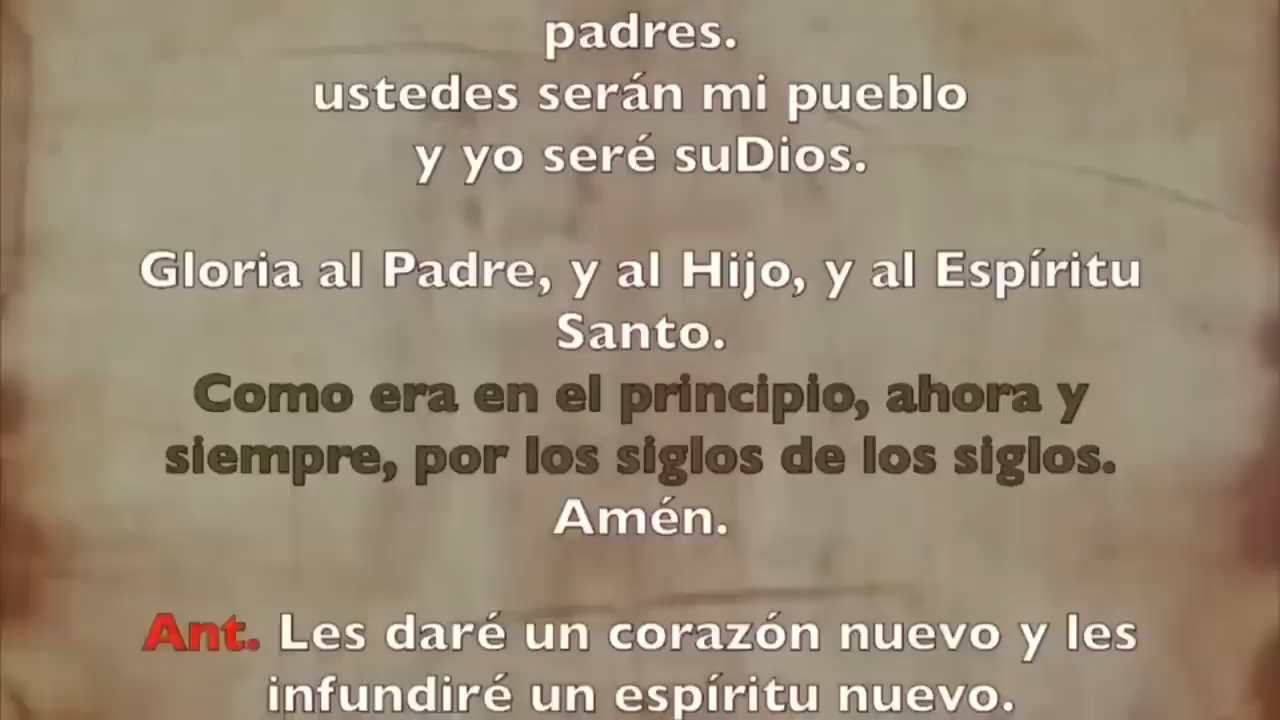 padres.
ustedes serán mi pueblo
y yo seré suDios.
Gloria al Padre, y al Hijo, y al Espíritu
Santo.
Como era en el principio, ahora y
siempre, por los siglos de los siglos.
Amén.
Ant. Les daré un corazón nuevo y les
infundiré un espíritu nuevo.